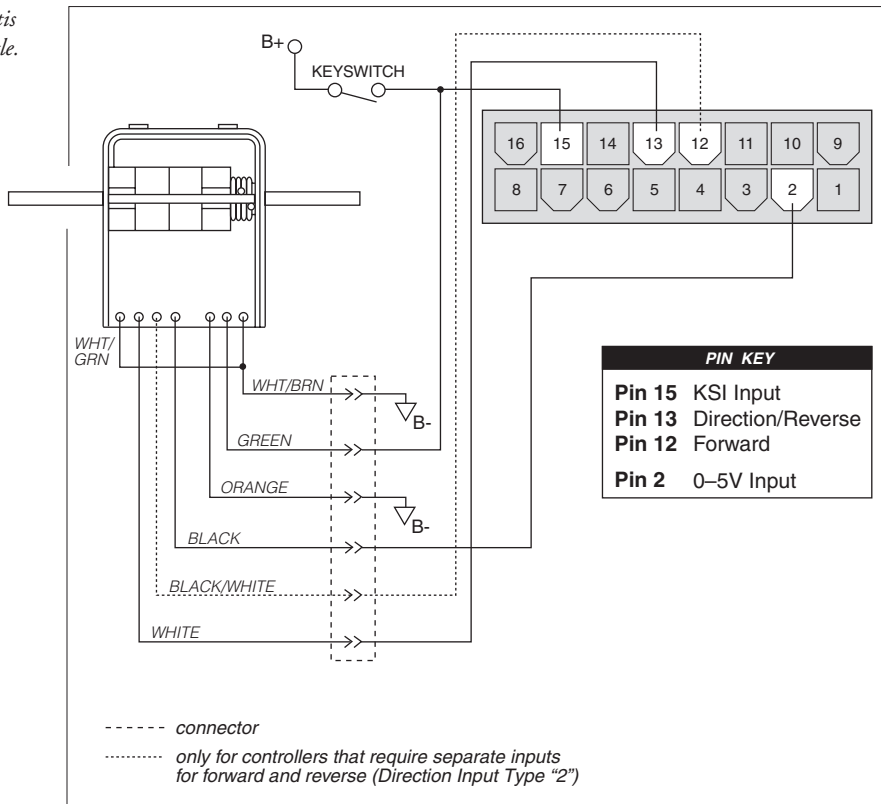 tis
le.
B+
KEYSWITCH
16 15 14 13 12 11 10 9
8 7 6 5 4 3 2 1
WHT/
GRN
WHT/BRN
B-
GREEN
ORANGE
B-
BLACK
BLACK/WHITE
WHITE
PIN KEY
Pin 15 KSI Input
Pin 13 Direction/Reverse
Pin 12 Forward
Pin 2 0–5V Input
connector
only for controllers that require separate inputs
for forward and reverse (Direction Input Type “2”)